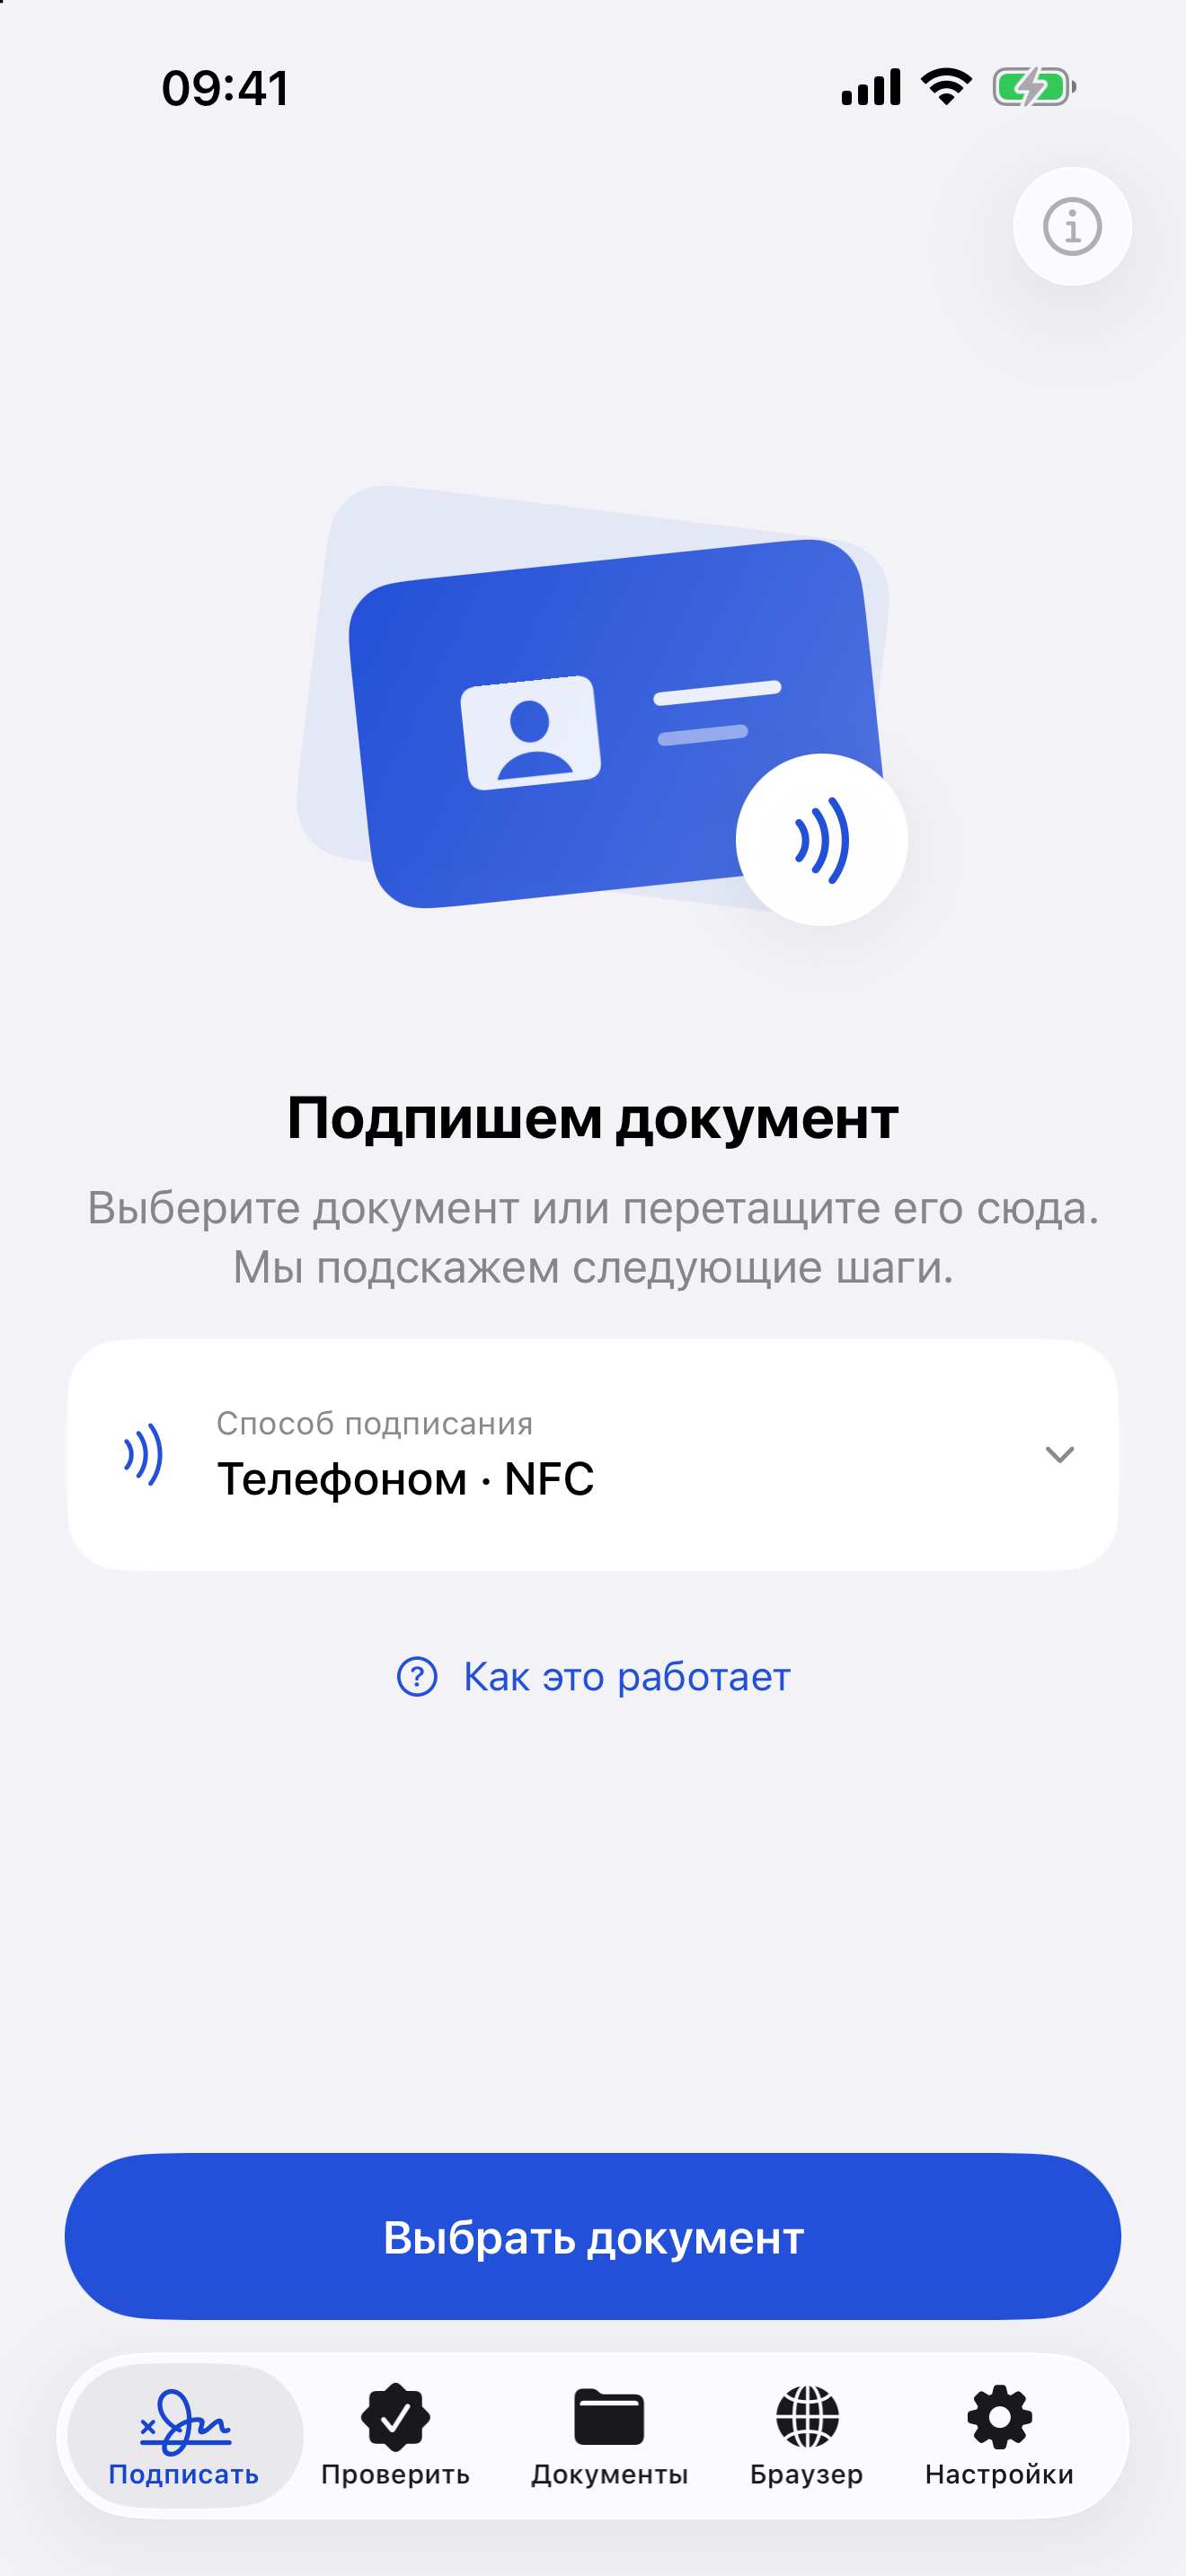 09:41
Подпишем документ
Выберите документ или перетащите его сюда.
Мы подскажем следующие шаги.
Способ подписания
Телефоном · NFC
Как это работает
Выбрать документ
Подписать
Проверить
Документы
Браузер
Настройки